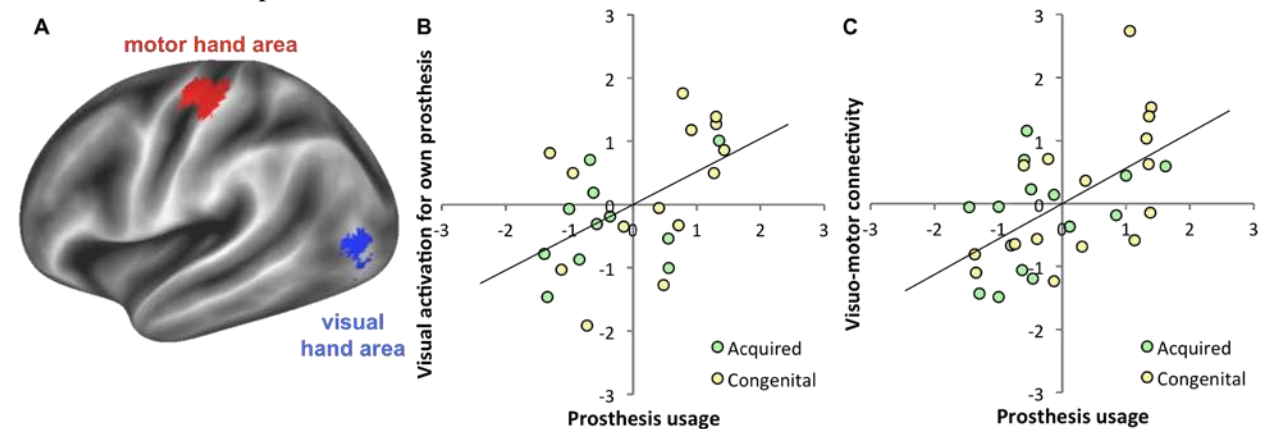 A
motor hand area
visual
hand area
B
Visual activation for own prosthesis
3
2
1
0
-1
-2
-3
-3
-2
-1
0
1
2
3
Acquired
Congenital
Prosthesis usage
C
Visuo-motor connectivity
3
2
1
0
-1
-2
-3
-3
-2
-1
0
1
2
3
Acquired
Congenital
Prosthesis usage